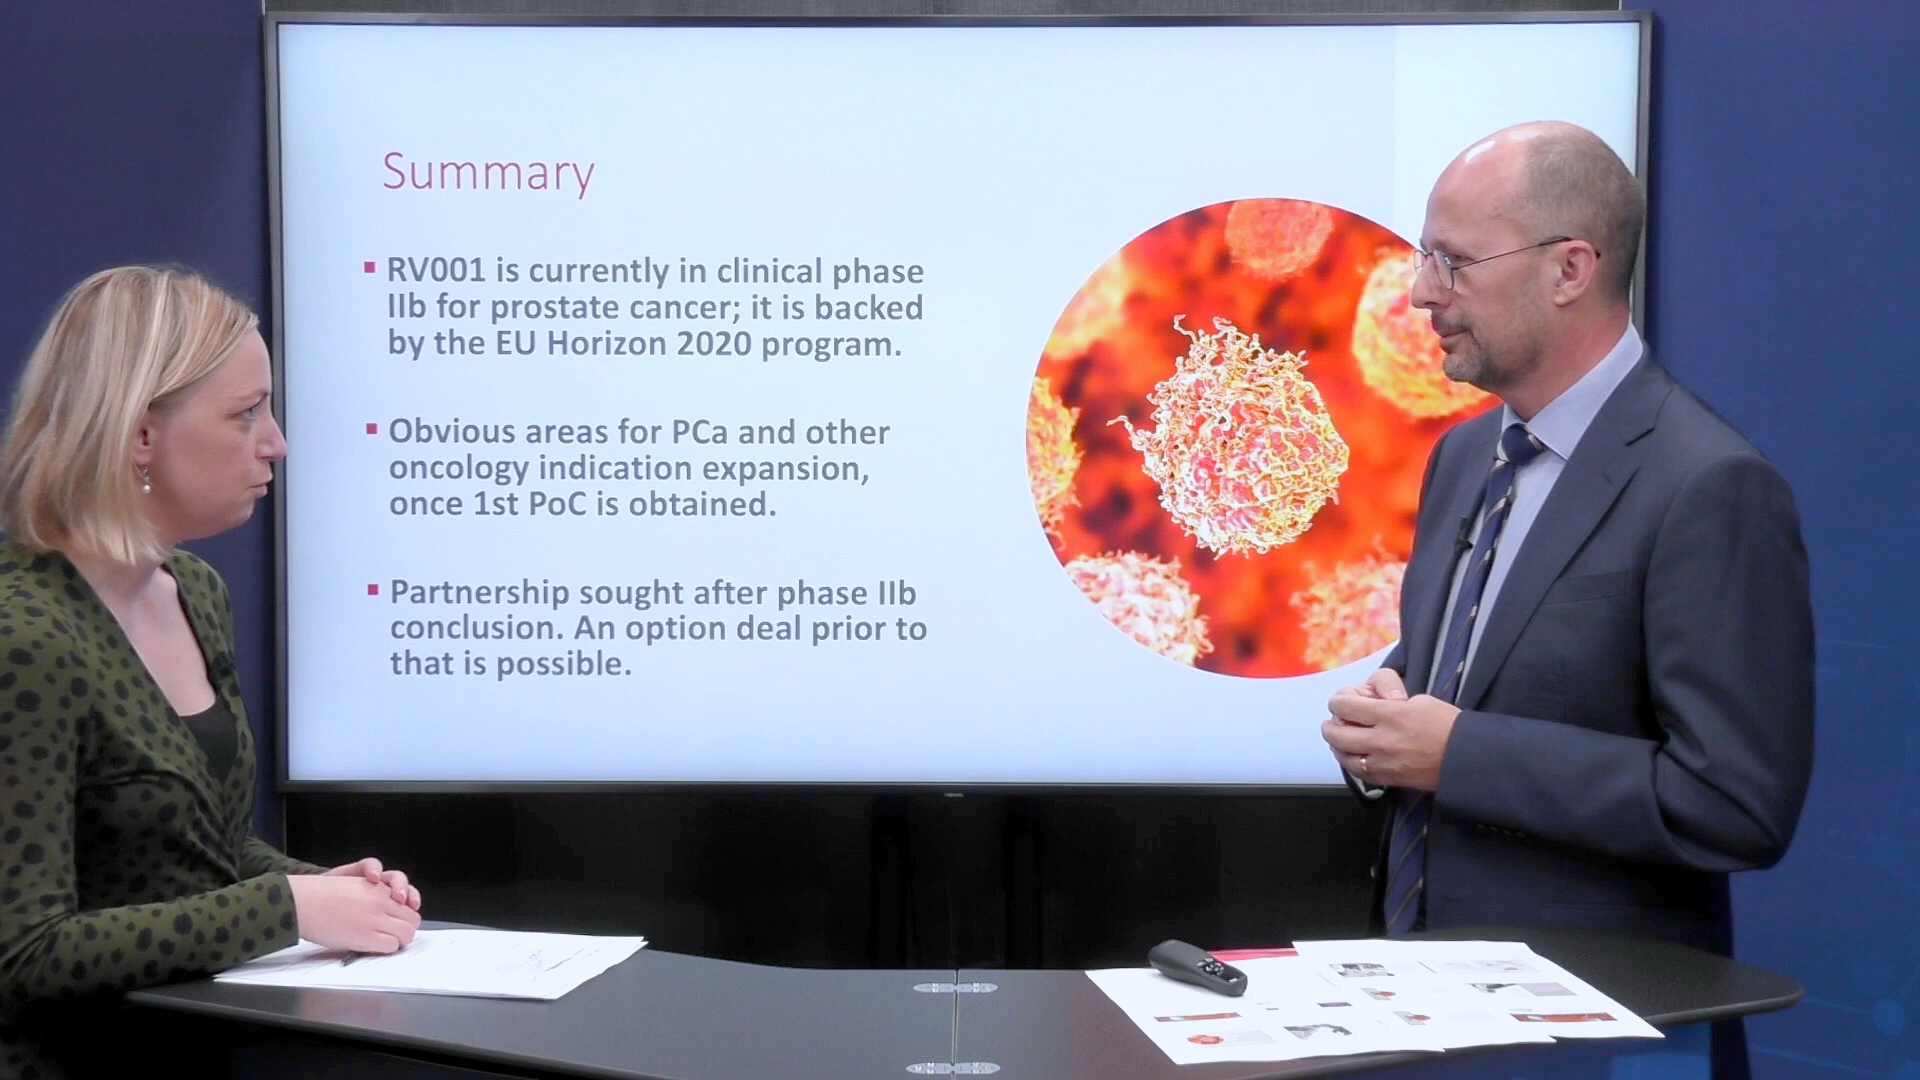 Summary
▪ RV001 is currently in clinical phase
IIb for prostate cancer; it is backed
by the EU Horizon 2020 program.
▪ Obvious areas for PCa and other
oncology indication expansion,
once 1st PoC is obtained.
▪ Partnership sought after phase IIb
conclusion. An option deal prior to
that is possible.